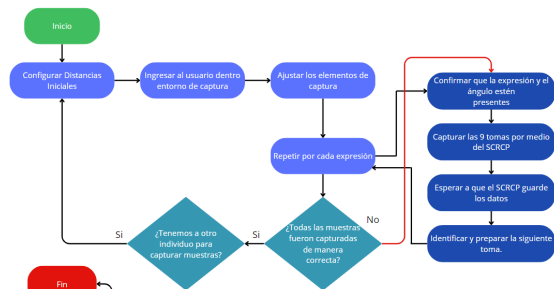 Inicio
Configurar Distancias
Iniciales
Ingresar al usuario dentro
entorno de captura
Ajustar los elementos de
captura
Confirmar que la expresión y el
ángulo estén
presentes
Capturar las 9 tomas por medio
del SCRCP
Repetir por cada expresión
Esperar a que el SCRCP guarde
los datos
Identificar y preparar la siguiente
toma.
No
¿Todas las muestras
fueron capturadas
de manera
correcta?
Si
¿Tenemos a otro
individuo para
capturar muestras?
Si
Fin